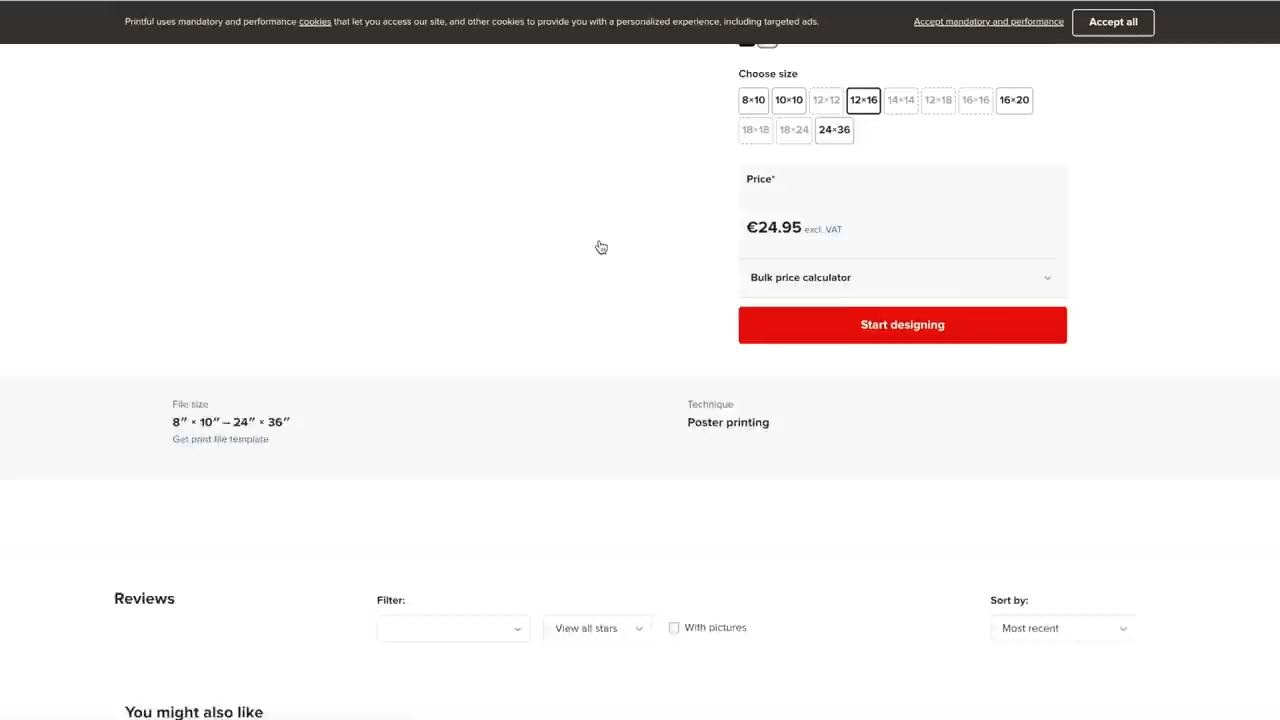 Printful uses mandatory and performance cookies that let you access our site, and other cookies to provide you with a personalized experience, including targeted ads.
Accept mandatory and performance
Accept all
Choose size
8×10 10×10 12×12 12×16 14×14 12×18 16×16 16×20
18×18 18×24 24×36
Price*
€24.95 excl. VAT
Bulk price calculator
Start designing
File size
8″ × 10″ – 24″ × 36″
Get print file template
Technique
Poster printing
Reviews
Filter:
View all stars
With pictures
Sort by:
Most recent
You might also like